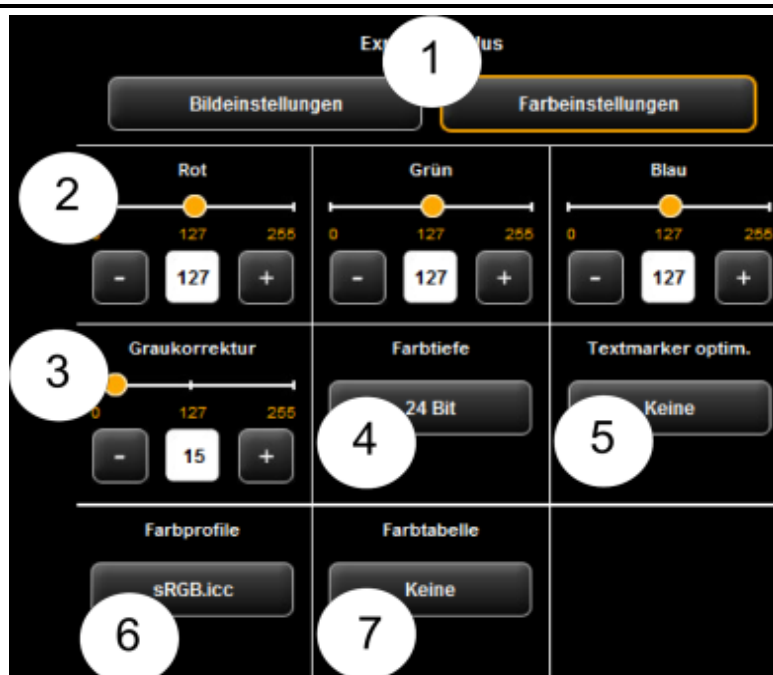 1
Bildeinstellungen Farbeinstellungen
2
Rot Grün Blau
127 255 0 127 255 0 127 255
- 127 + - 127 + - 127 +
3
Graukorrektur Farbtiefe Textmarker optim.
24 Bit Keine
0 127 255
4 5
- 15 +
Farbprofile Farbtabelle
sRGB.icc Keine
6 7